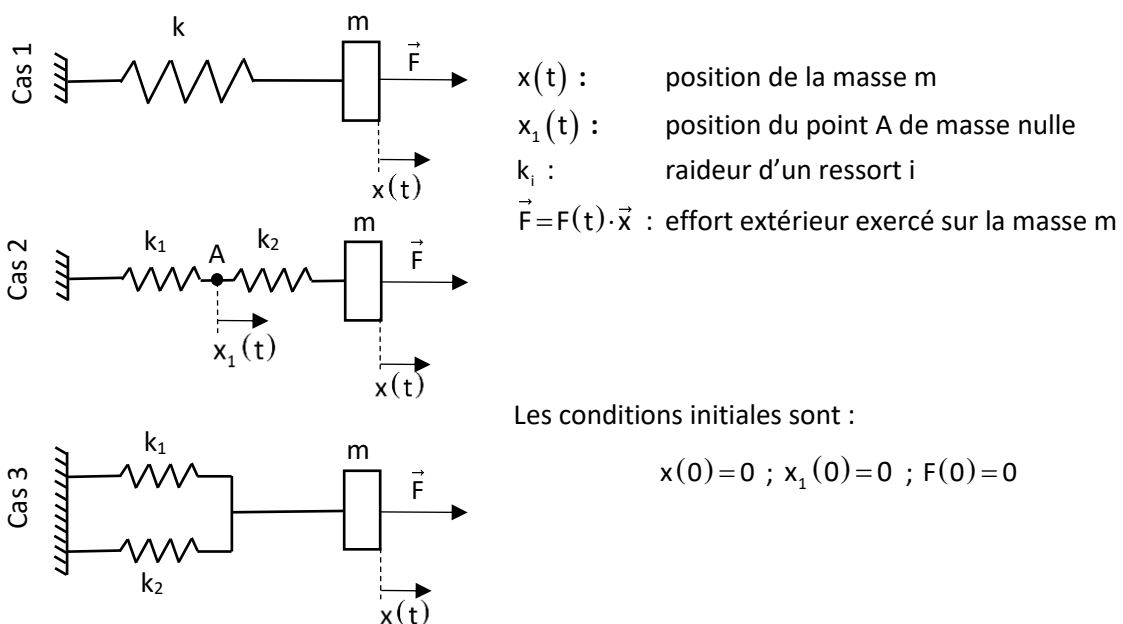 Cas 1
k
m
F
x(t)
Cas 2
k₁
A
k₂
m
F
x₁(t)
x(t)
Cas 3
k₁
k₂
m
F
x(t)
x(t) : position de la masse m
x₁(t) : position du point A de masse nulle
kᵢ : raideur d’un ressort i
F⃗=F(t)·x⃗ : effort extérieur exercé sur la masse m
Les conditions initiales sont :
x(0)=0 ; x₁(0)=0 ; F(0)=0